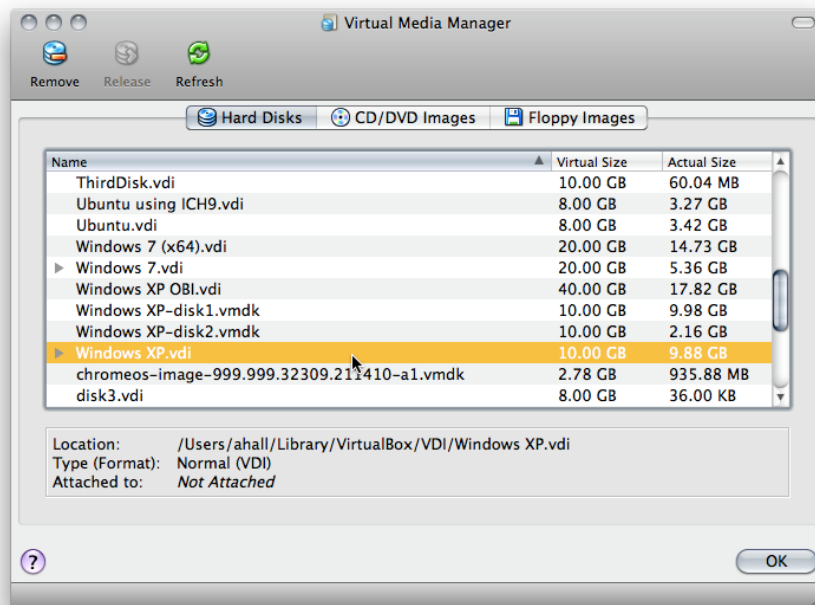 Virtual Media Manager
Remove Release Refresh
Hard Disks CD/DVD Images Floppy Images
Name Virtual Size Actual Size
ThirdDisk.vdi 10.00 GB 60.04 MB
Ubuntu using ICH9.vdi 8.00 GB 3.27 GB
Ubuntu.vdi 8.00 GB 3.42 GB
Windows 7 (x64).vdi 20.00 GB 14.73 GB
Windows 7.vdi 20.00 GB 5.36 GB
Windows XP OBI.vdi 40.00 GB 17.82 GB
Windows XP-disk1.vmdk 10.00 GB 9.98 GB
Windows XP-disk2.vmdk 10.00 GB 2.16 GB
Windows XP.vdi 10.00 GB 9.88 GB
chromeos-image-999.999.32309.211410-a1.vmdk 2.78 GB 935.88 MB
disk3.vdi 8.00 GB 36.00 KB
Location: /Users/ahall/Library/VirtualBox/VDI/Windows XP.vdi
Type (Format): Normal (VDI)
Attached to: Not Attached
? OK